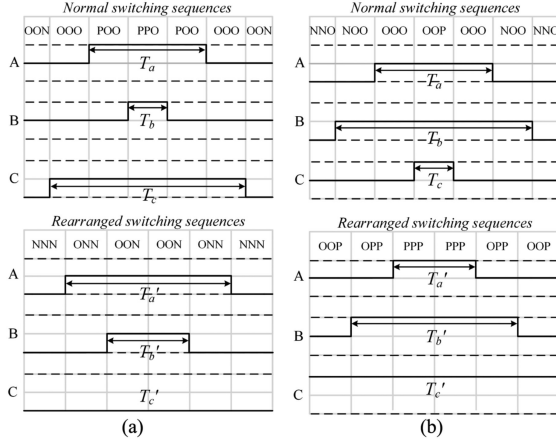 Normal switching sequences
OON OOO POO PPO POO OOO OON
A
Ta
B
Tb
C
Tc
Rearranged switching sequences
NNN ONN OON OON ONN NNN
A
Ta'
B
Tb'
C
Tc'
(a)
Normal switching sequences
NNO NOO OOO OOP OOO NOO NNO
A
Ta
B
Tb
C
Tc
Rearranged switching sequences
OOP OPP PPP PPP OPP OOP
A
Ta'
B
Tb'
C
Tc'
(b)